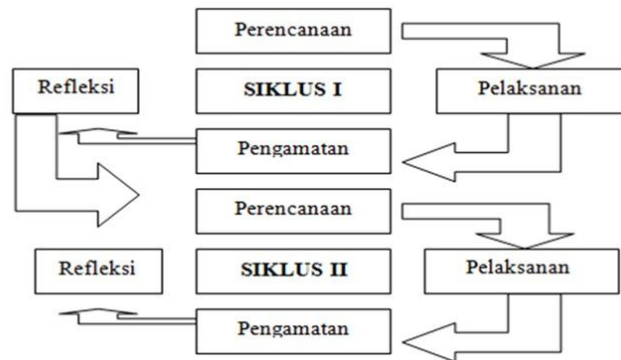 Perencanaan
Refleksi
SIKLUS I
Pelaksanan
Pengamatan
Perencanaan
Refleksi
SIKLUS II
Pelaksanan
Pengamatan